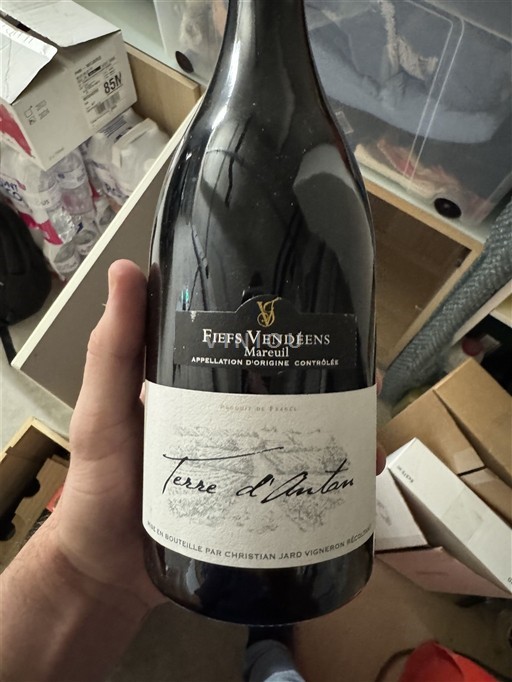 85N
FIEFS VENDÉENS
Mareuil
APPELLATION D'ORIGINE CONTRÔLÉE
PRODUIT DE FRANCE
Terre d'Antan
MISE EN BOUTEILLE PAR CHRISTIAN JARD VIGNERON RÉCOLTANT